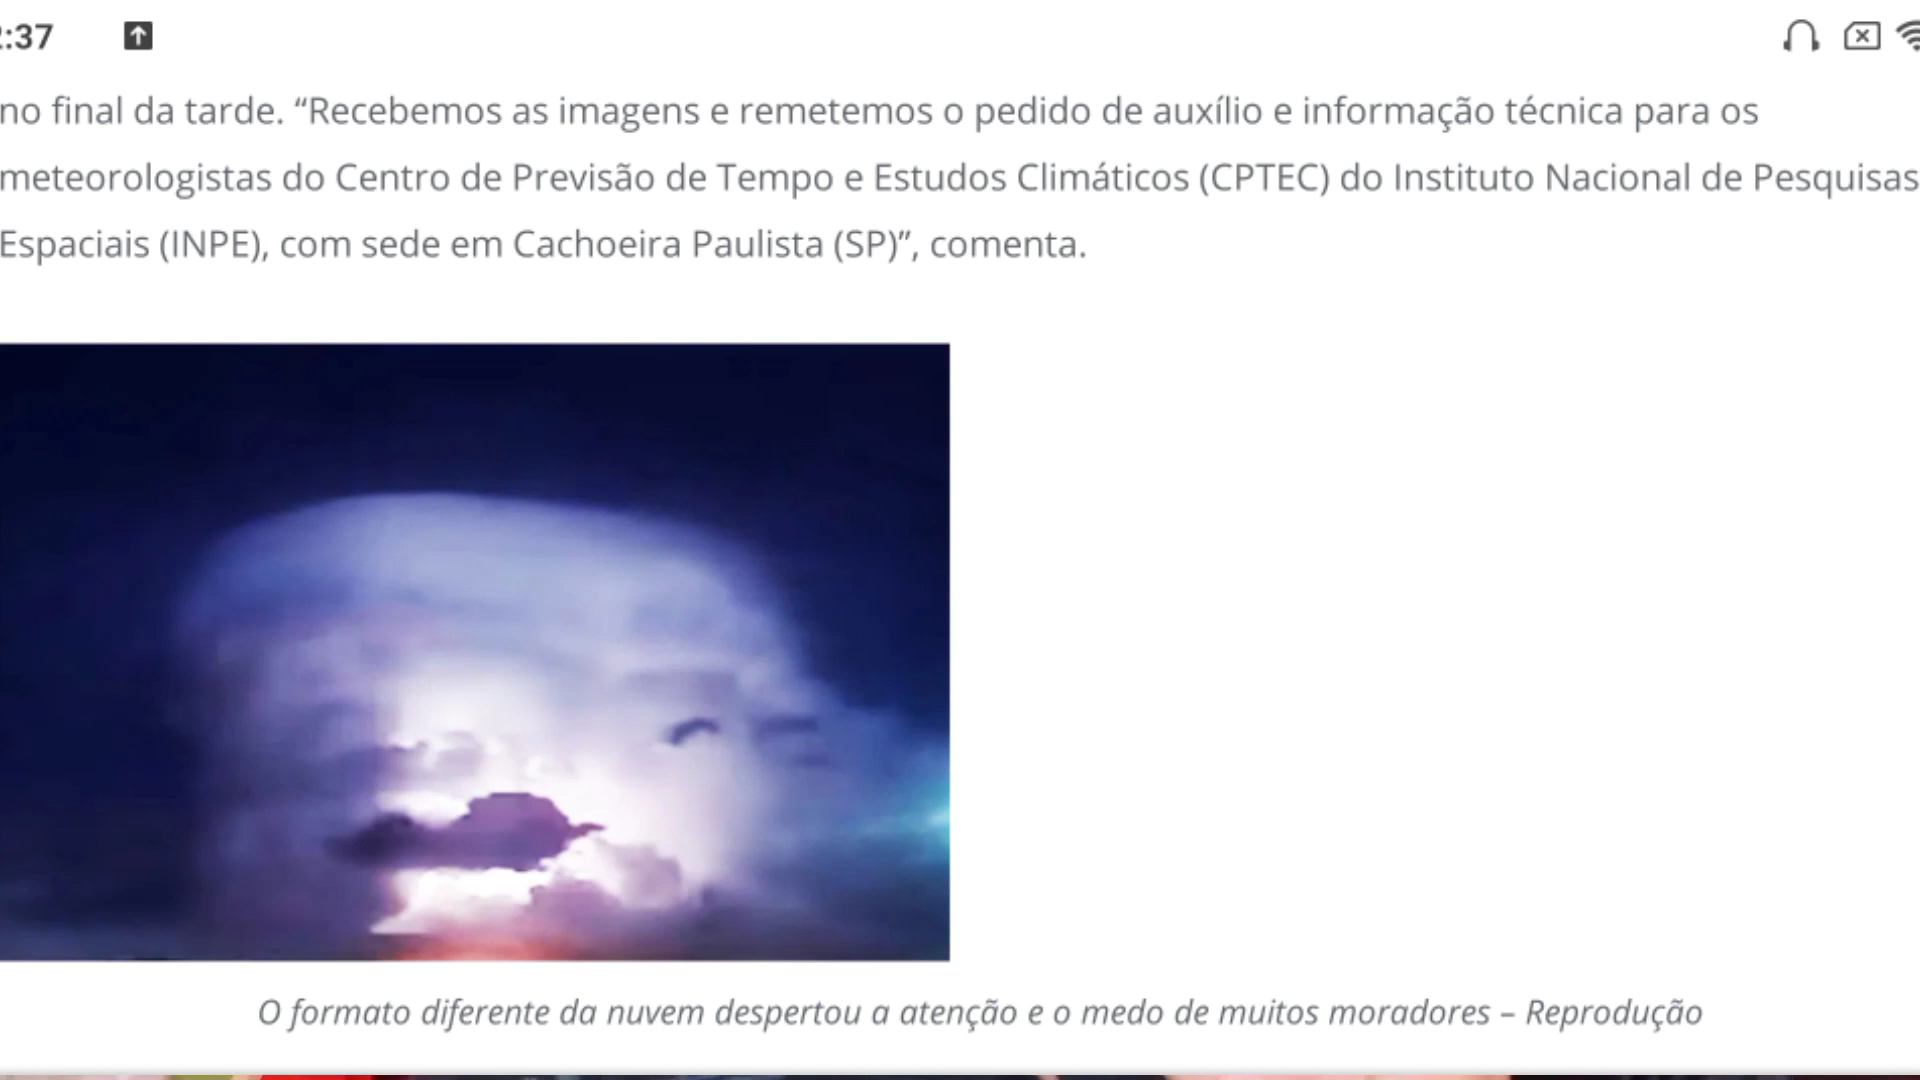 :37
no final da tarde. “Recebemos as imagens e remetemos o pedido de auxílio e informação técnica para os
meteorologistas do Centro de Previsão de Tempo e Estudos Climáticos (CPTEC) do Instituto Nacional de Pesquisas
Espaciais (INPE), com sede em Cachoeira Paulista (SP)”, comenta.
O formato diferente da nuvem despertou a atenção e o medo de muitos moradores – Reprodução